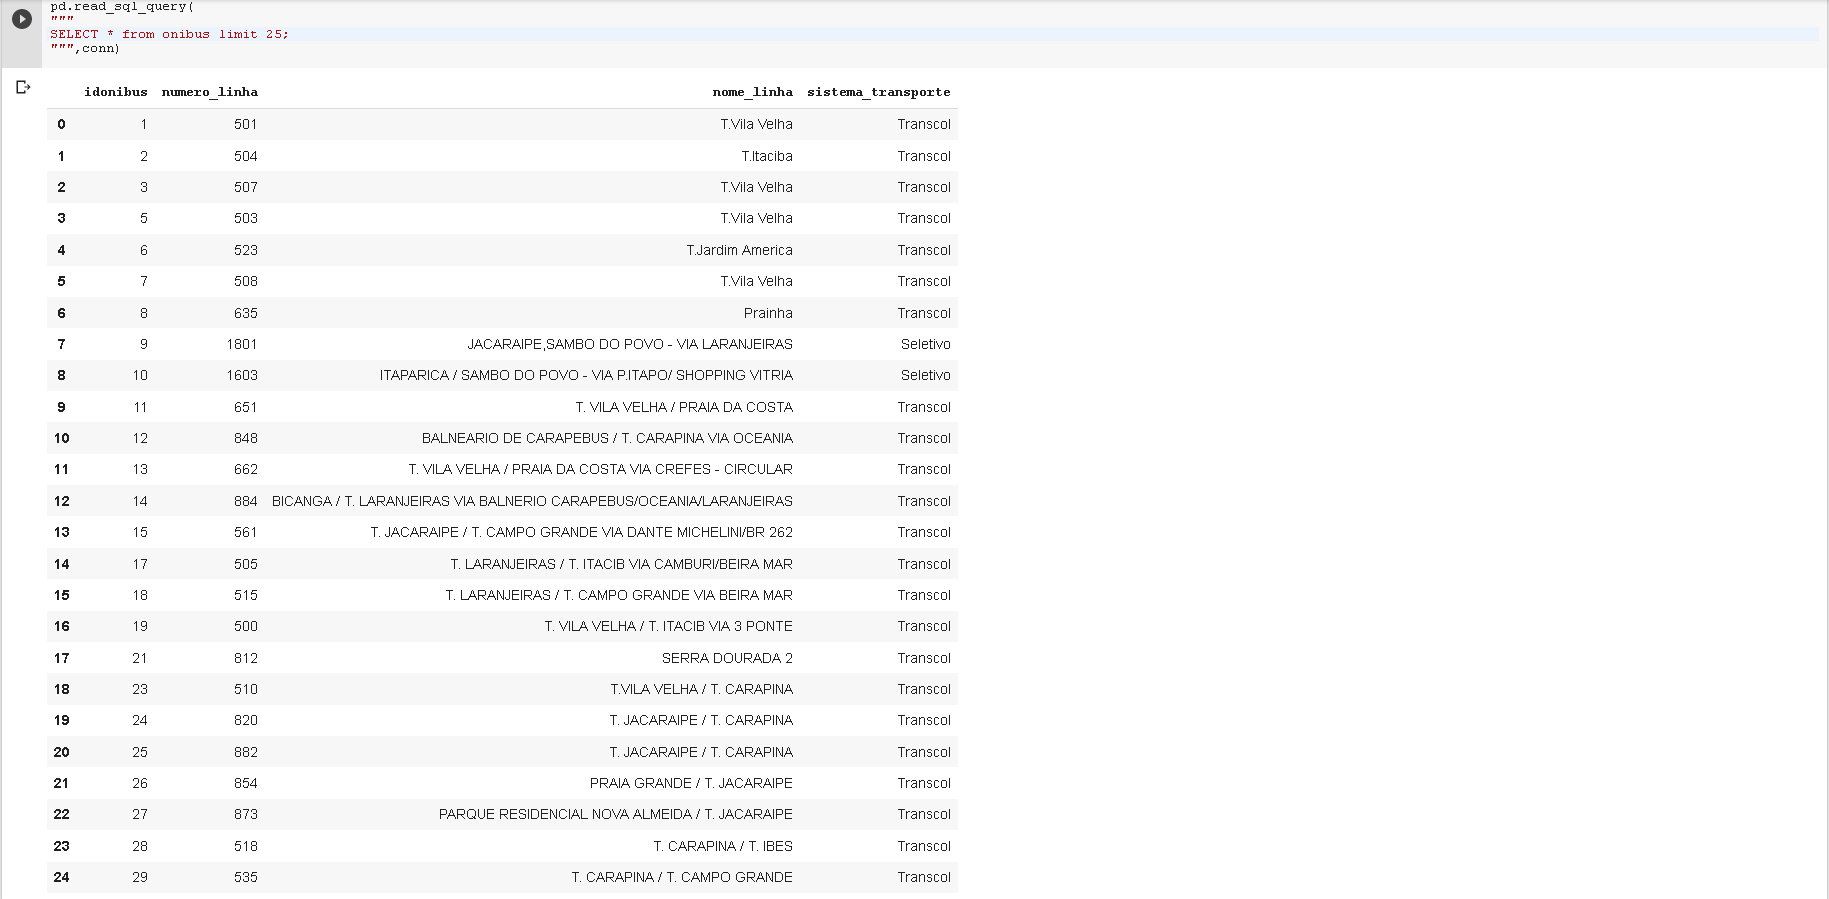 pd.read_sql_query(
"""
SELECT * from onibus limit 25;
""",conn)
idonibus numero_linha nome_linha sistema_transporte
0 1 501 T.Vila Velha Transcol
1 2 504 T.Itaciba Transcol
2 3 507 T.Vila Velha Transcol
3 5 503 T.Vila Velha Transcol
4 6 523 T.Jardim America Transcol
5 7 508 T.Vila Velha Transcol
6 8 635 Prainha Transcol
7 9 1801 JACARAIPE,SAMBO DO POVO - VIA LARANJEIRAS Seletivo
8 10 1603 ITAPARICA / SAMBO DO POVO - VIA P.ITAPO/ SHOPPING VITRIA Seletivo
9 11 651 T. VILA VELHA / PRAIA DA COSTA Transcol
10 12 848 BALNEARIO DE CARAPEBUS / T. CARAPINA VIA OCEANIA Transcol
11 13 662 T. VILA VELHA / PRAIA DA COSTA VIA CREFES - CIRCULAR Transcol
12 14 884 BICANGA / T. LARANJEIRAS VIA BALNERIO CARAPEBUS/OCEANIA/LARANJEIRAS Transcol
13 15 561 T. JACARAIPE / T. CAMPO GRANDE VIA DANTE MICHELINI/BR 262 Transcol
14 17 505 T. LARANJEIRAS / T. ITACIB VIA CAMBURI/BEIRA MAR Transcol
15 18 515 T. LARANJEIRAS / T. CAMPO GRANDE VIA BEIRA MAR Transcol
16 19 500 T. VILA VELHA / T. ITACIB VIA 3 PONTE Transcol
17 21 812 SERRA DOURADA 2 Transcol
18 23 510 T.VILA VELHA / T. CARAPINA Transcol
19 24 820 T. JACARAIPE / T. CARAPINA Transcol
20 25 882 T. JACARAIPE / T. CARAPINA Transcol
21 26 854 PRAIA GRANDE / T. JACARAIPE Transcol
22 27 873 PARQUE RESIDENCIAL NOVA ALMEIDA / T. JACARAIPE Transcol
23 28 518 T. CARAPINA / T. IBES Transcol
24 29 535 T. CARAPINA / T. CAMPO GRANDE Transcol